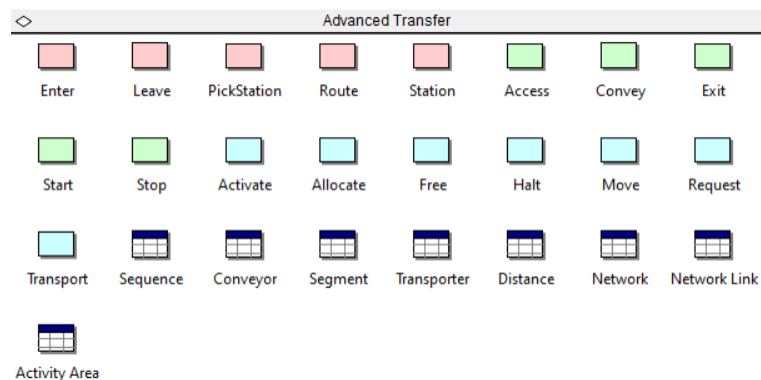 Advanced Transfer
Enter Leave PickStation Route Station Access Convey Exit
Start Stop Activate Allocate Free Halt Move Request
Transport Sequence Conveyor Segment Transporter Distance Network Network Link
Activity Area